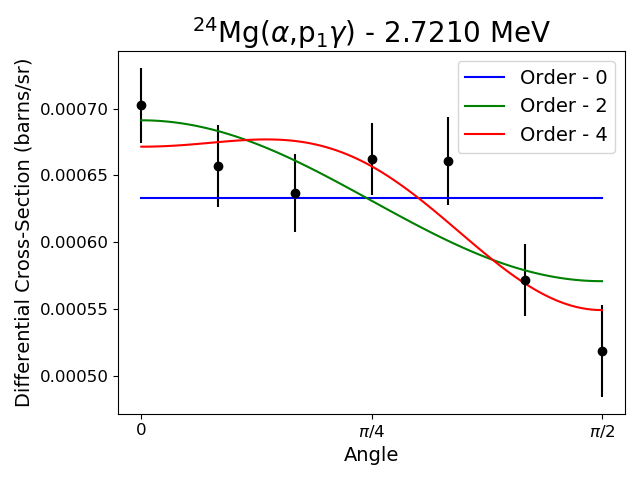 ²⁴Mg(α,p₁γ) - 2.7210 MeV
Differential Cross-Section (barns/sr)
0.00070
0.00065
0.00060
0.00055
0.00050
Order - 0
Order - 2
Order - 4
0
π/4
π/2
Angle